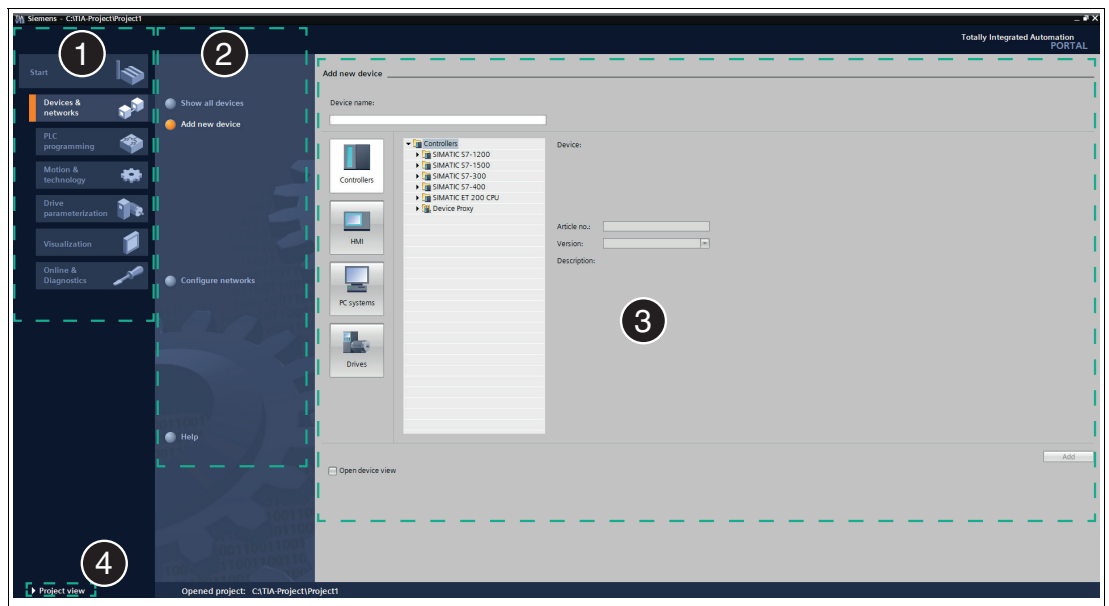 Siemens - C:\TIA-Project\Project1
Totally Integrated Automation
PORTAL
1
2
3
4
Start
Devices &
networks
PLC
programming
Motion &
technology
Drive
parameterization
Visualization
Online &
Diagnostics
Show all devices
Add new device
Configure networks
Help
Add new device
Device name:
Controllers
HMI
PC systems
Drives
Controllers
SIMATIC S7-1200
SIMATIC S7-1500
SIMATIC S7-300
SIMATIC S7-400
SIMATIC ET 200 CPU
Device Proxy
Device:
Article no.:
Version:
Description:
Add
Open device view
Project view
Opened project: C:\TIA-Project\Project1